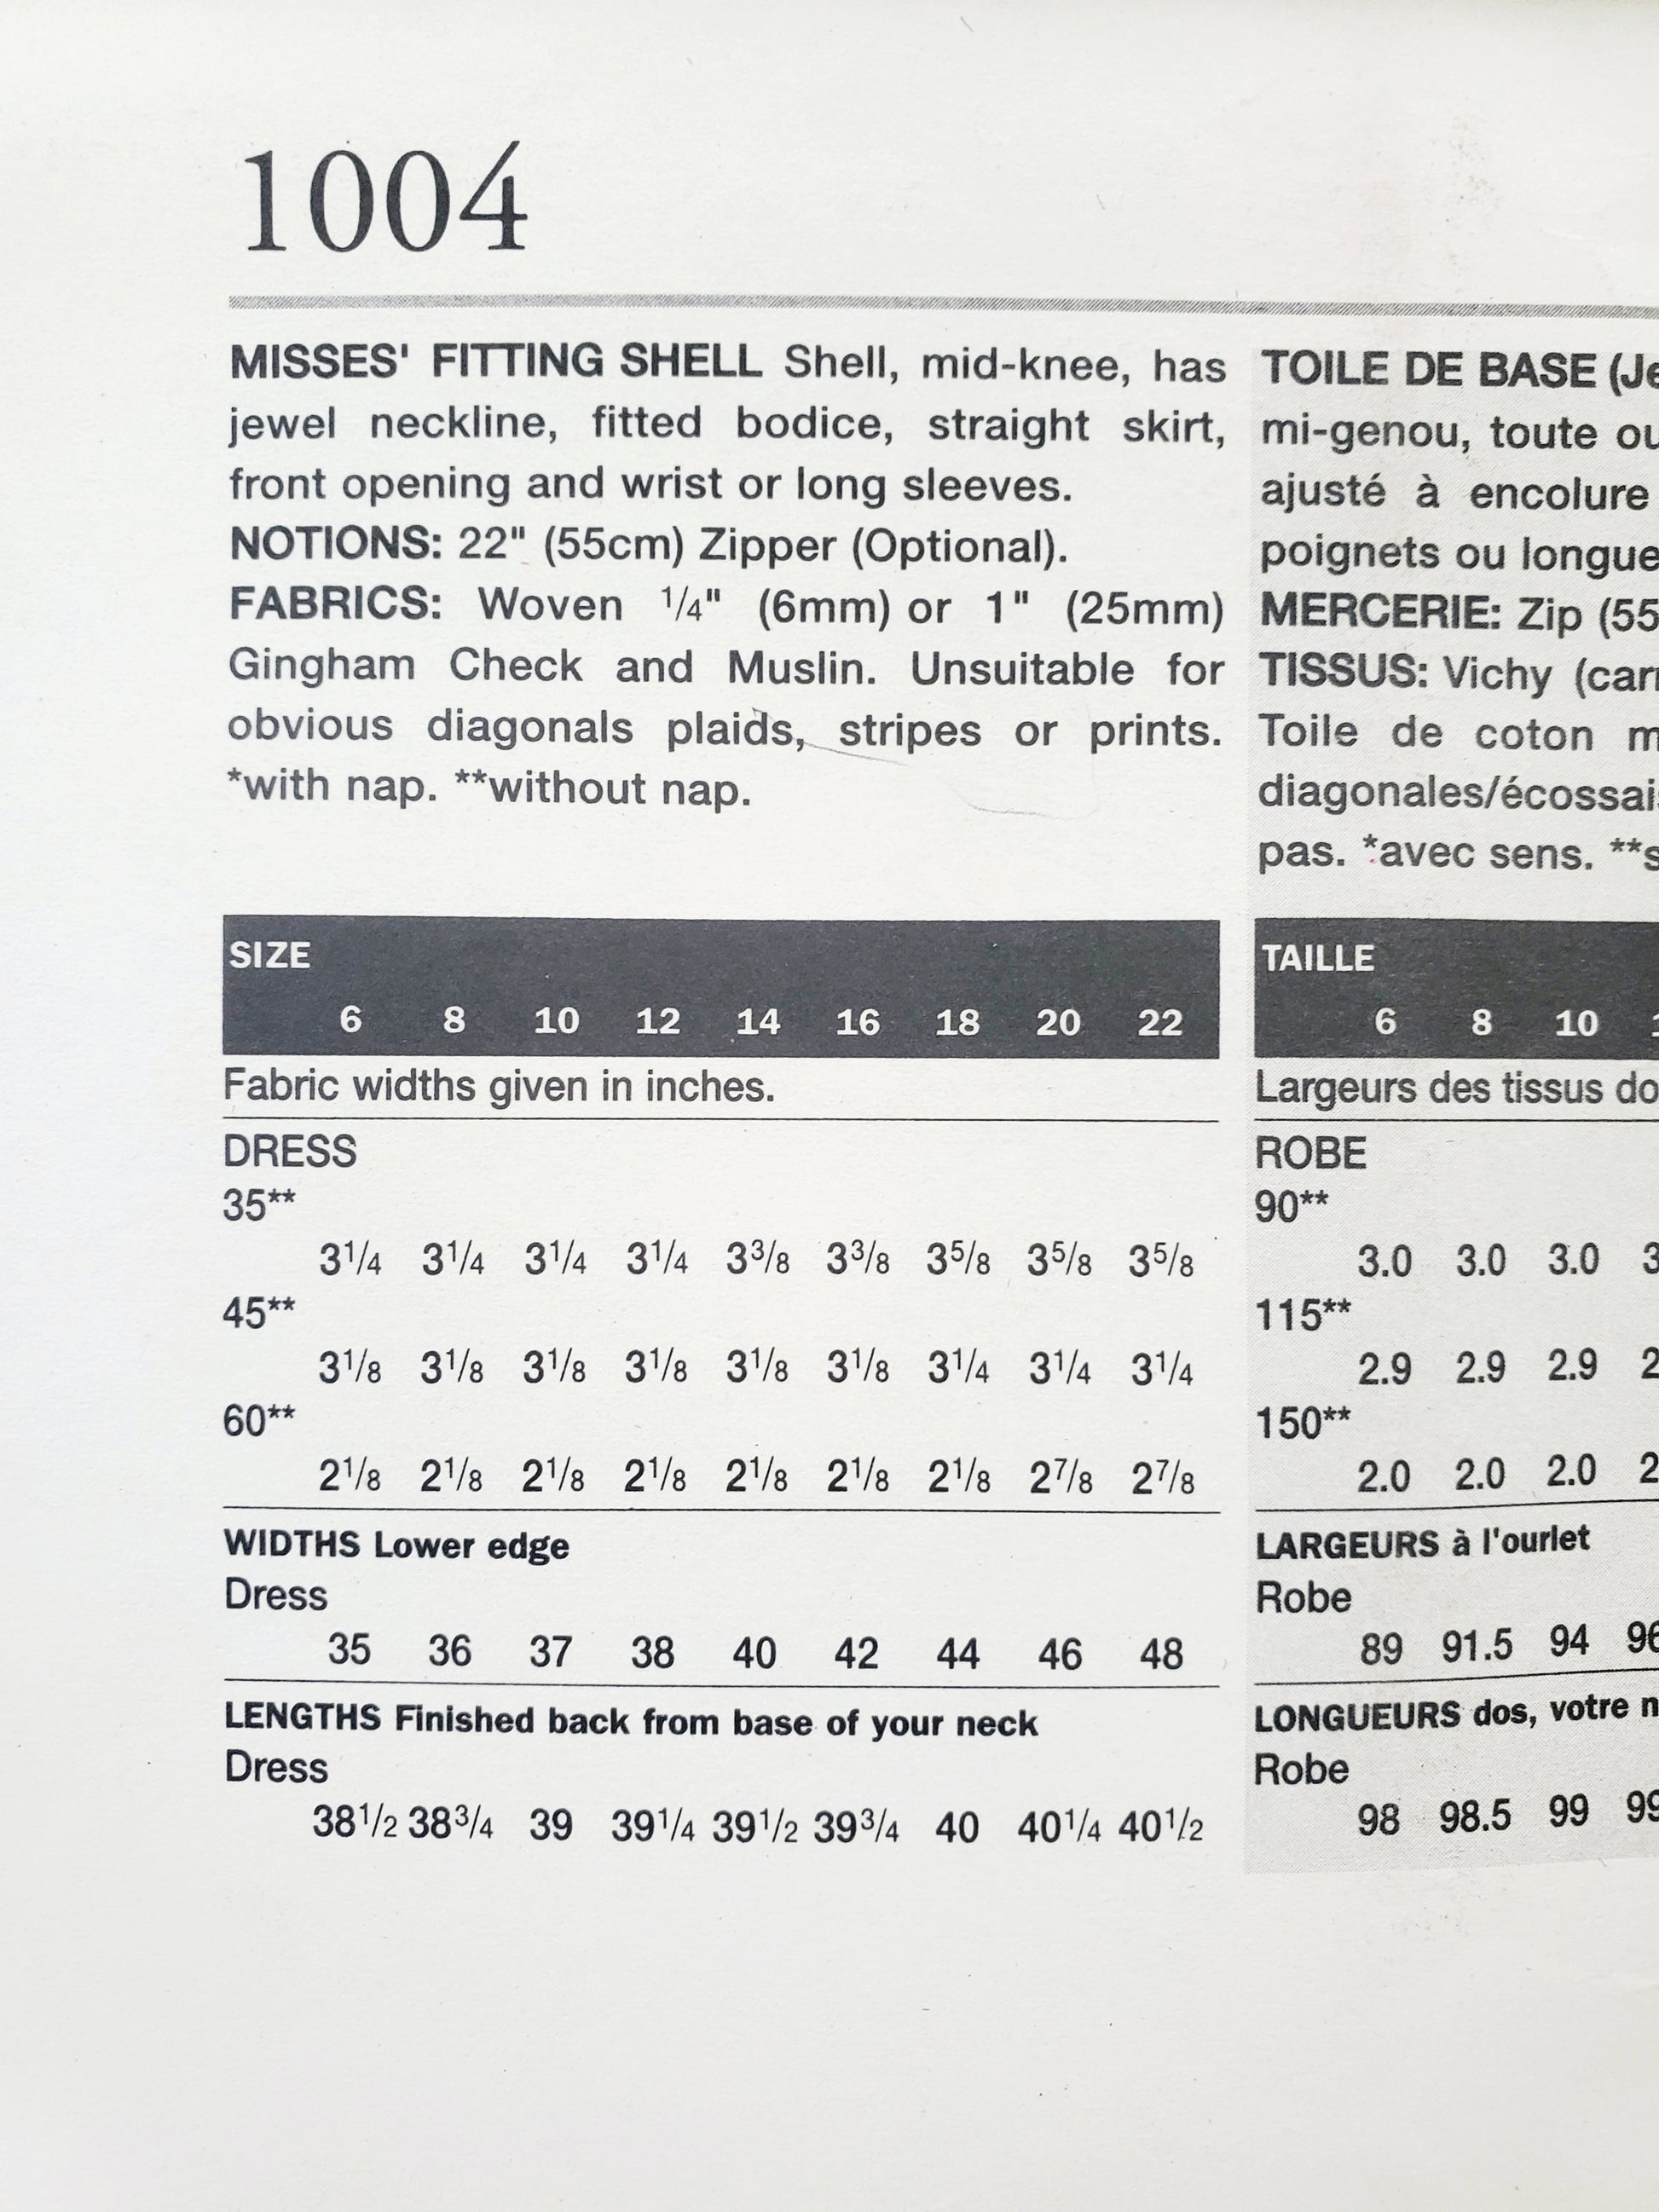 1004
MISSES' FITTING SHELL Shell, mid-knee, has
jewel neckline, fitted bodice, straight skirt,
front opening and wrist or long sleeves.
NOTIONS: 22" (55cm) Zipper (Optional).
FABRICS: Woven 1/4" (6mm) or 1" (25mm)
Gingham Check and Muslin. Unsuitable for
obvious diagonals plaids, stripes or prints.
*with nap. **without nap.
SIZE
6 8 10 12 14 16 18 20 22
Fabric widths given in inches.
DRESS
35**
3 1/4 3 1/4 3 1/4 3 1/4 3 3/8 3 3/8 3 5/8 3 5/8 3 5/8
45**
3 1/8 3 1/8 3 1/8 3 1/8 3 1/8 3 1/8 3 1/4 3 1/4 3 1/4
60**
2 1/8 2 1/8 2 1/8 2 1/8 2 1/8 2 1/8 2 1/8 2 7/8 2 7/8
WIDTHS Lower edge
Dress
35 36 37 38 40 42 44 46 48
LENGTHS Finished back from base of your neck
Dress
38 1/2 38 3/4 39 39 1/4 39 1/2 39 3/4 40 40 1/4 40 1/2
TOILE DE BASE
mi-genou, toute
ajusté à encolure
poignets ou
MERCERIE: Zip (55
TISSUS: Vichy
Toile de coton
diagonales
pas. *avec sens.
TAILLE
6 8 10
Largeurs des tissus
ROBE
90**
3.0 3.0 3.0
115**
2.9 2.9 2.9
150**
2.0 2.0 2.0
LARGEURS à l'ourlet
Robe
89 91.5 94
LONGUEURS dos, votre
Robe
98 98.5 99